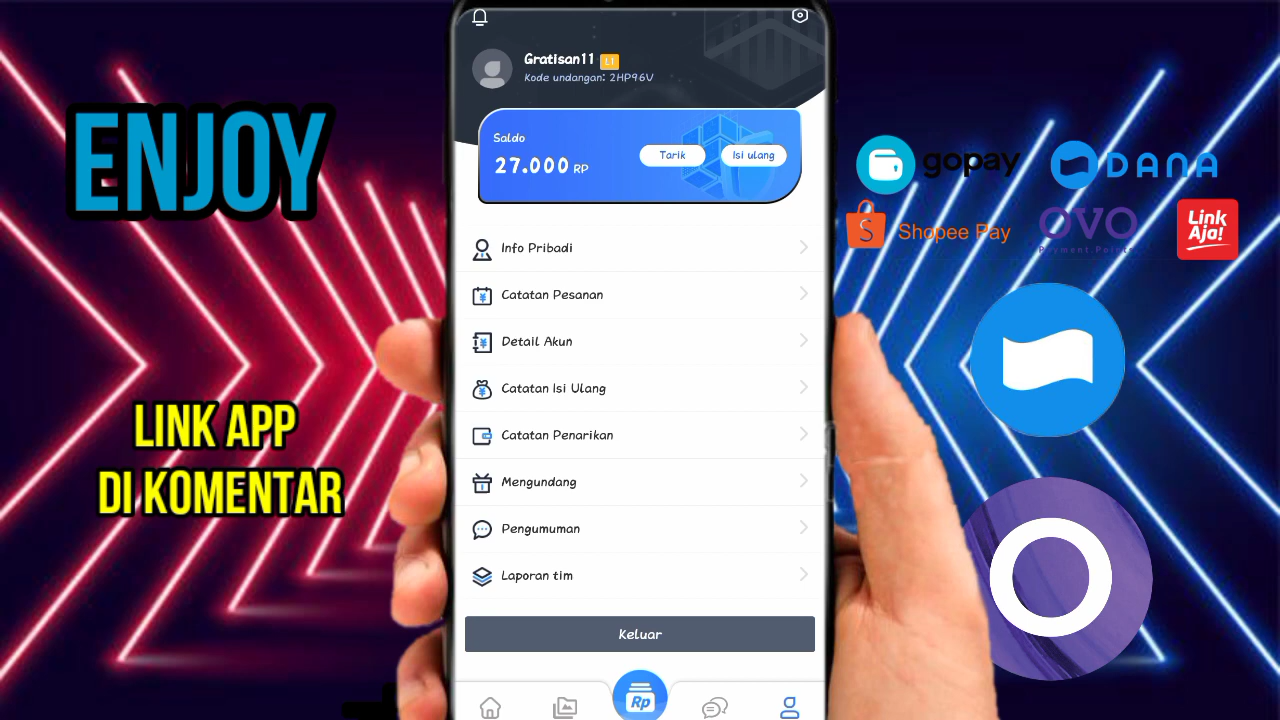 ENJOY
LINK APP
DI KOMENTAR
Gratisan11 L1
Kode undangan: 2HP96V
Saldo
27.000 RP
Tarik
Isi ulang
Info Pribadi
Catatan Pesanan
Detail Akun
Catatan Isi Ulang
Catatan Penarikan
Mengundang
Pengumuman
Laporan tim
Keluar
Rp
gopay
DANA
S Shopee Pay
OVO
Payment.Points
Link
Aja!